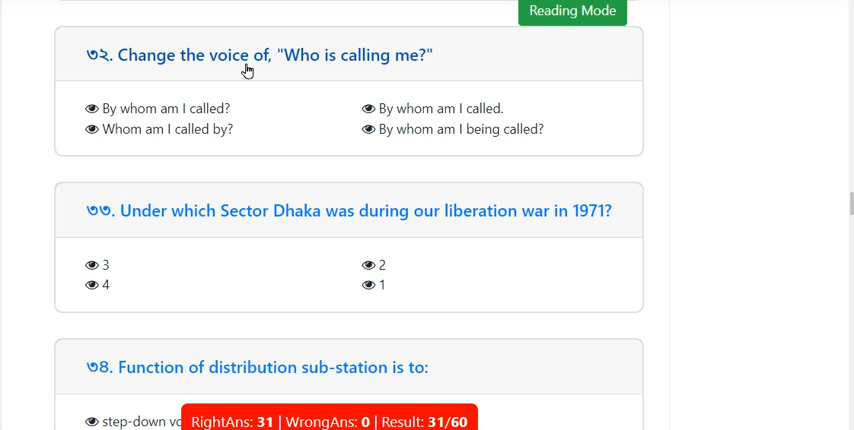 Reading Mode
৩২. Change the voice of, "Who is calling me?"
By whom am I called?
By whom am I called.
Whom am I called by?
By whom am I being called?
৩৩. Under which Sector Dhaka was during our liberation war in 1971?
3
2
4
1
৩৪. Function of distribution sub-station is to:
step-down
RightAns: 31 | WrongAns: 0 | Result: 31/60